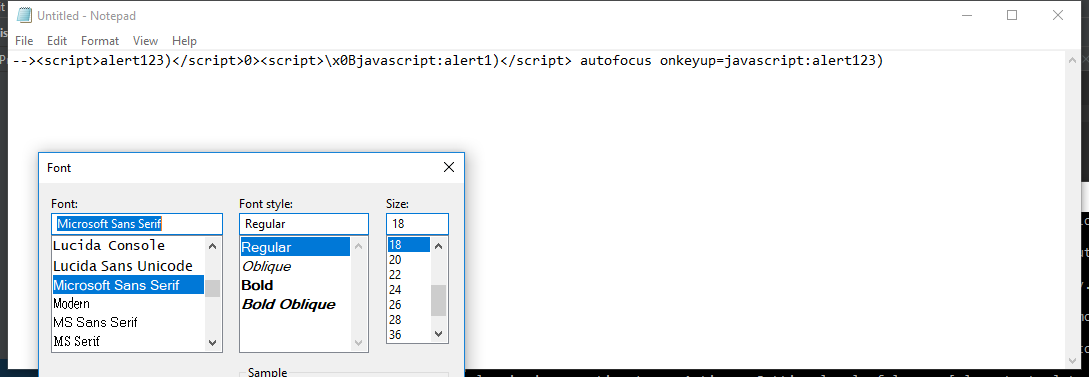 Untitled - Notepad
File Edit Format View Help
--><script>alert123)</script>0><script>\x0Bjavascript:alert1)</script> autofocus onkeyup=javascript:alert123)
Font
Font: Font style: Size:
Microsoft Sans Serif Regular 18
Lucida Console Regular 18
Lucida Sans Unicode Oblique 20
Microsoft Sans Serif Bold 22
Modern Bold Oblique 24
MS Sans Serif 26
MS Serif 28
36
Sample